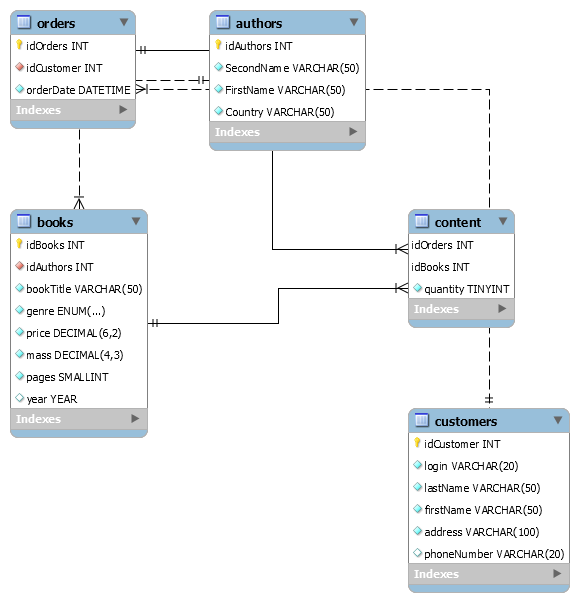 orders
idOrders INT
idCustomer INT
orderDate DATETIME
Indexes
authors
idAuthors INT
SecondName VARCHAR(50)
FirstName VARCHAR(50)
Country VARCHAR(50)
Indexes
books
idBooks INT
idAuthors INT
bookTitle VARCHAR(50)
genre ENUM(...)
price DECIMAL(6,2)
mass DECIMAL(4,3)
pages SMALLINT
year YEAR
Indexes
content
idOrders INT
idBooks INT
quantity TINYINT
Indexes
customers
idCustomer INT
login VARCHAR(20)
lastName VARCHAR(50)
firstName VARCHAR(50)
address VARCHAR(100)
phoneNumber VARCHAR(20)
Indexes